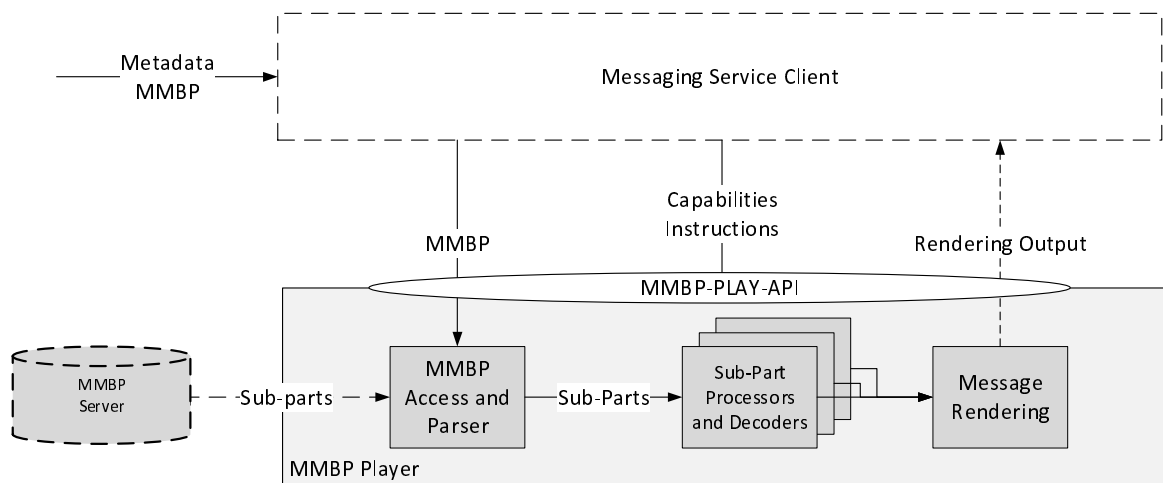 Metadata
MMBP
Messaging Service Client
MMBP
Capabilities
Instructions
Rendering Output
MMBP-PLAY-API
MMBP
Server
Sub-parts
MMBP
Access and
Parser
Sub-Parts
Sub-Part
Processors
and Decoders
Message
Rendering
MMBP Player